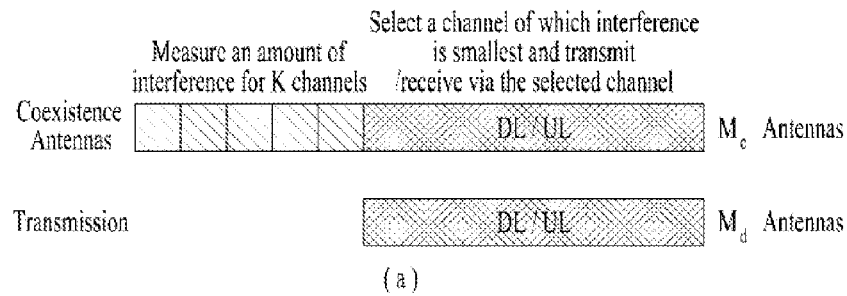 Measure an amount of
interference for K channels
Select a channel of which interference
is smallest and transmit
/receive via the selected channel
Coexistence
Antennas
DL / UL
M_c Antennas
Transmission
DL / UL
M_d Antennas
( a )